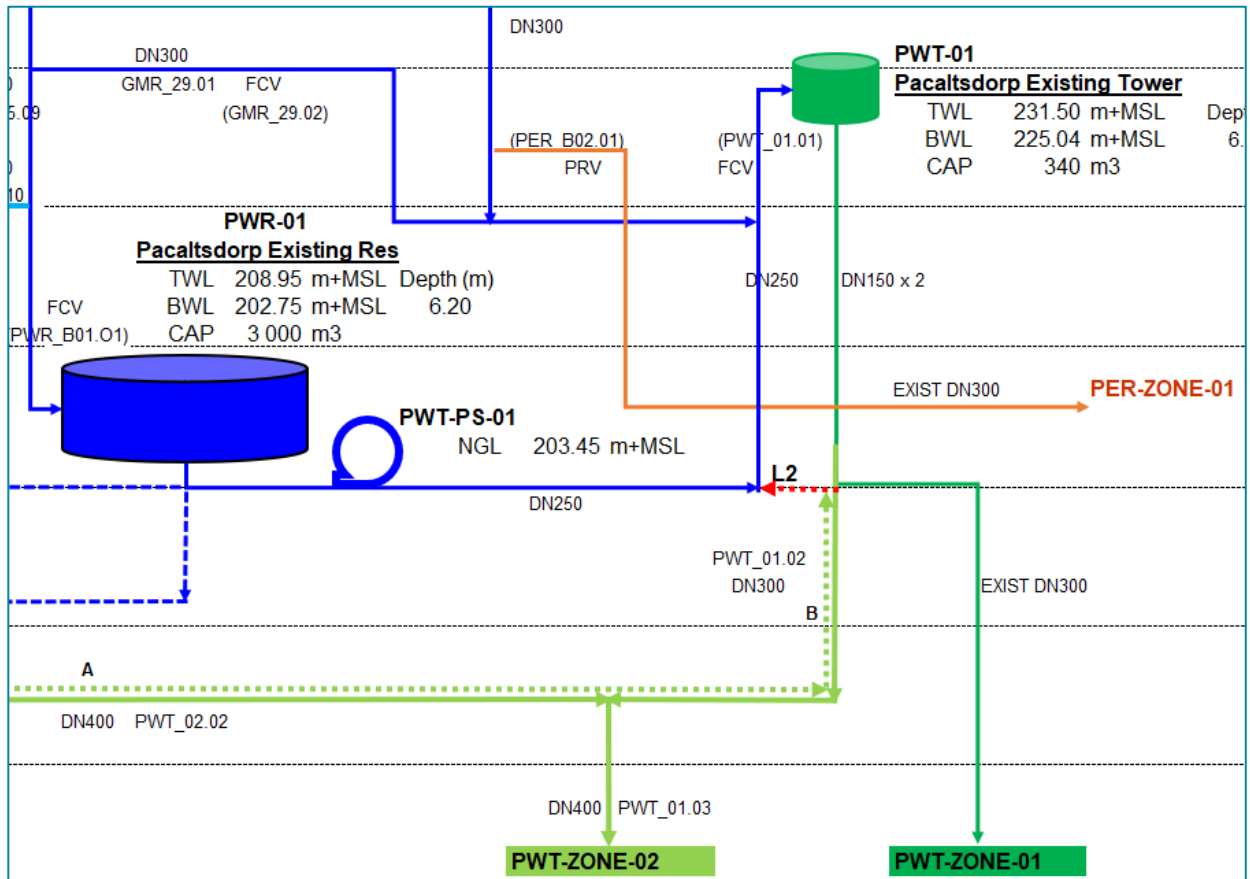 DN300
GMR_29.01 FCV
(GMR_29.02)
5.09
10
DN300
PWT-01
Pacaltsdorp Existing Tower
TWL 231.50 m+MSL
BWL 225.04 m+MSL 6.
CAP 340 m3
(PER_B02.01)
PRV
(PWT_01.01)
FCV
PWR-01
Pacaltsdorp Existing Res
TWL 208.95 m+MSL Depth (m)
BWL 202.75 m+MSL 6.20
CAP 3 000 m3
FCV
PWR_B01.O1)
DN250
DN150 x 2
EXIST DN300
PER-ZONE-01
PWT-PS-01
NGL 203.45 m+MSL
DN250
L2
PWT_01.02
DN300
B
EXIST DN300
A
DN400 PWT_02.02
DN400 PWT_01.03
PWT-ZONE-02
PWT-ZONE-01